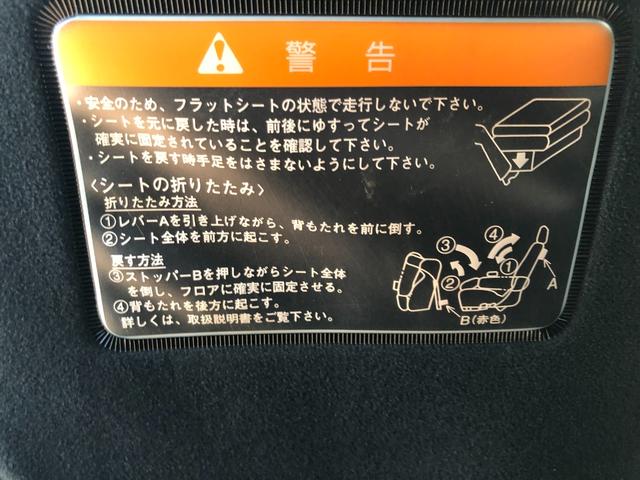 警告
・安全のため、フラットシートの状態で走行しないで下さい。
・シートを元に戻した時は、前後にゆすってシートが
確実に固定されていることを確認して下さい。
・シートを戻す時手足をはさまないようにして下さい。
〈シートの折りたたみ〉
折りたたみ方法
①レバーAを引き上げながら、背もたれを前に倒す。
②シート全体を前方に起こす。
戻す方法
③ストッパーBを押しながらシート全体
を倒し、フロアに確実に固定させる。
④背もたれを後方に起こす。
詳しくは、取扱説明書をご覧下さい。
③
④
②
①
A
B(赤色)